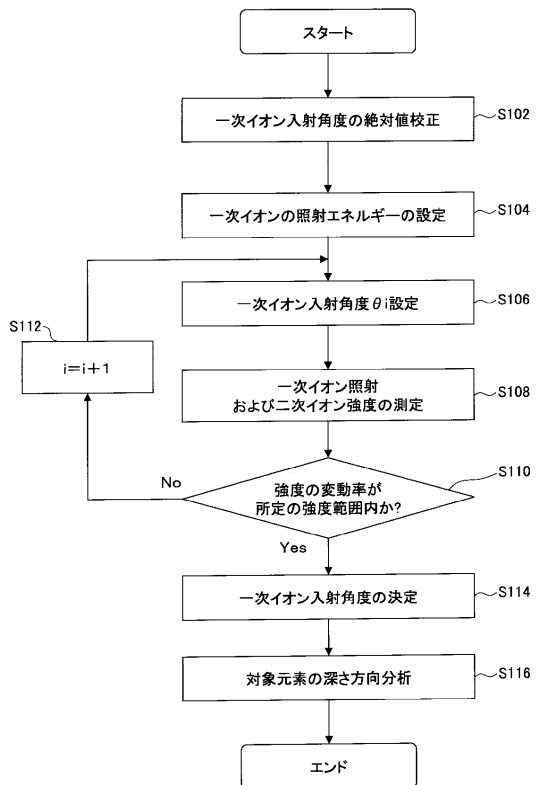 スタート
一次イオン入射角度の絶対値校正
S102
一次イオンの照射エネルギーの設定
S104
一次イオン入射角度θi設定
S106
S112
i=i+1
一次イオン照射
および二次イオン強度の測定
S108
強度の変動率が
所定の強度範囲内か?
S110
No
Yes
一次イオン入射角度の決定
S114
対象元素の深さ方向分析
S116
エンド